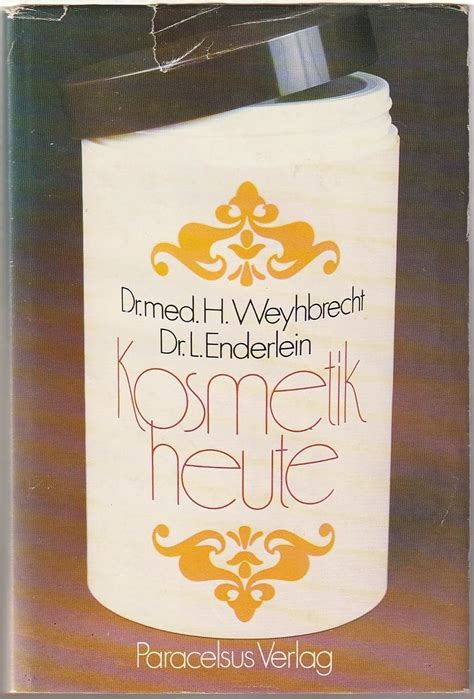 Dr.med.H.Weyhbrecht
Dr.L.Enderlein
Kosmetik
heute
Paracelsus Verlag